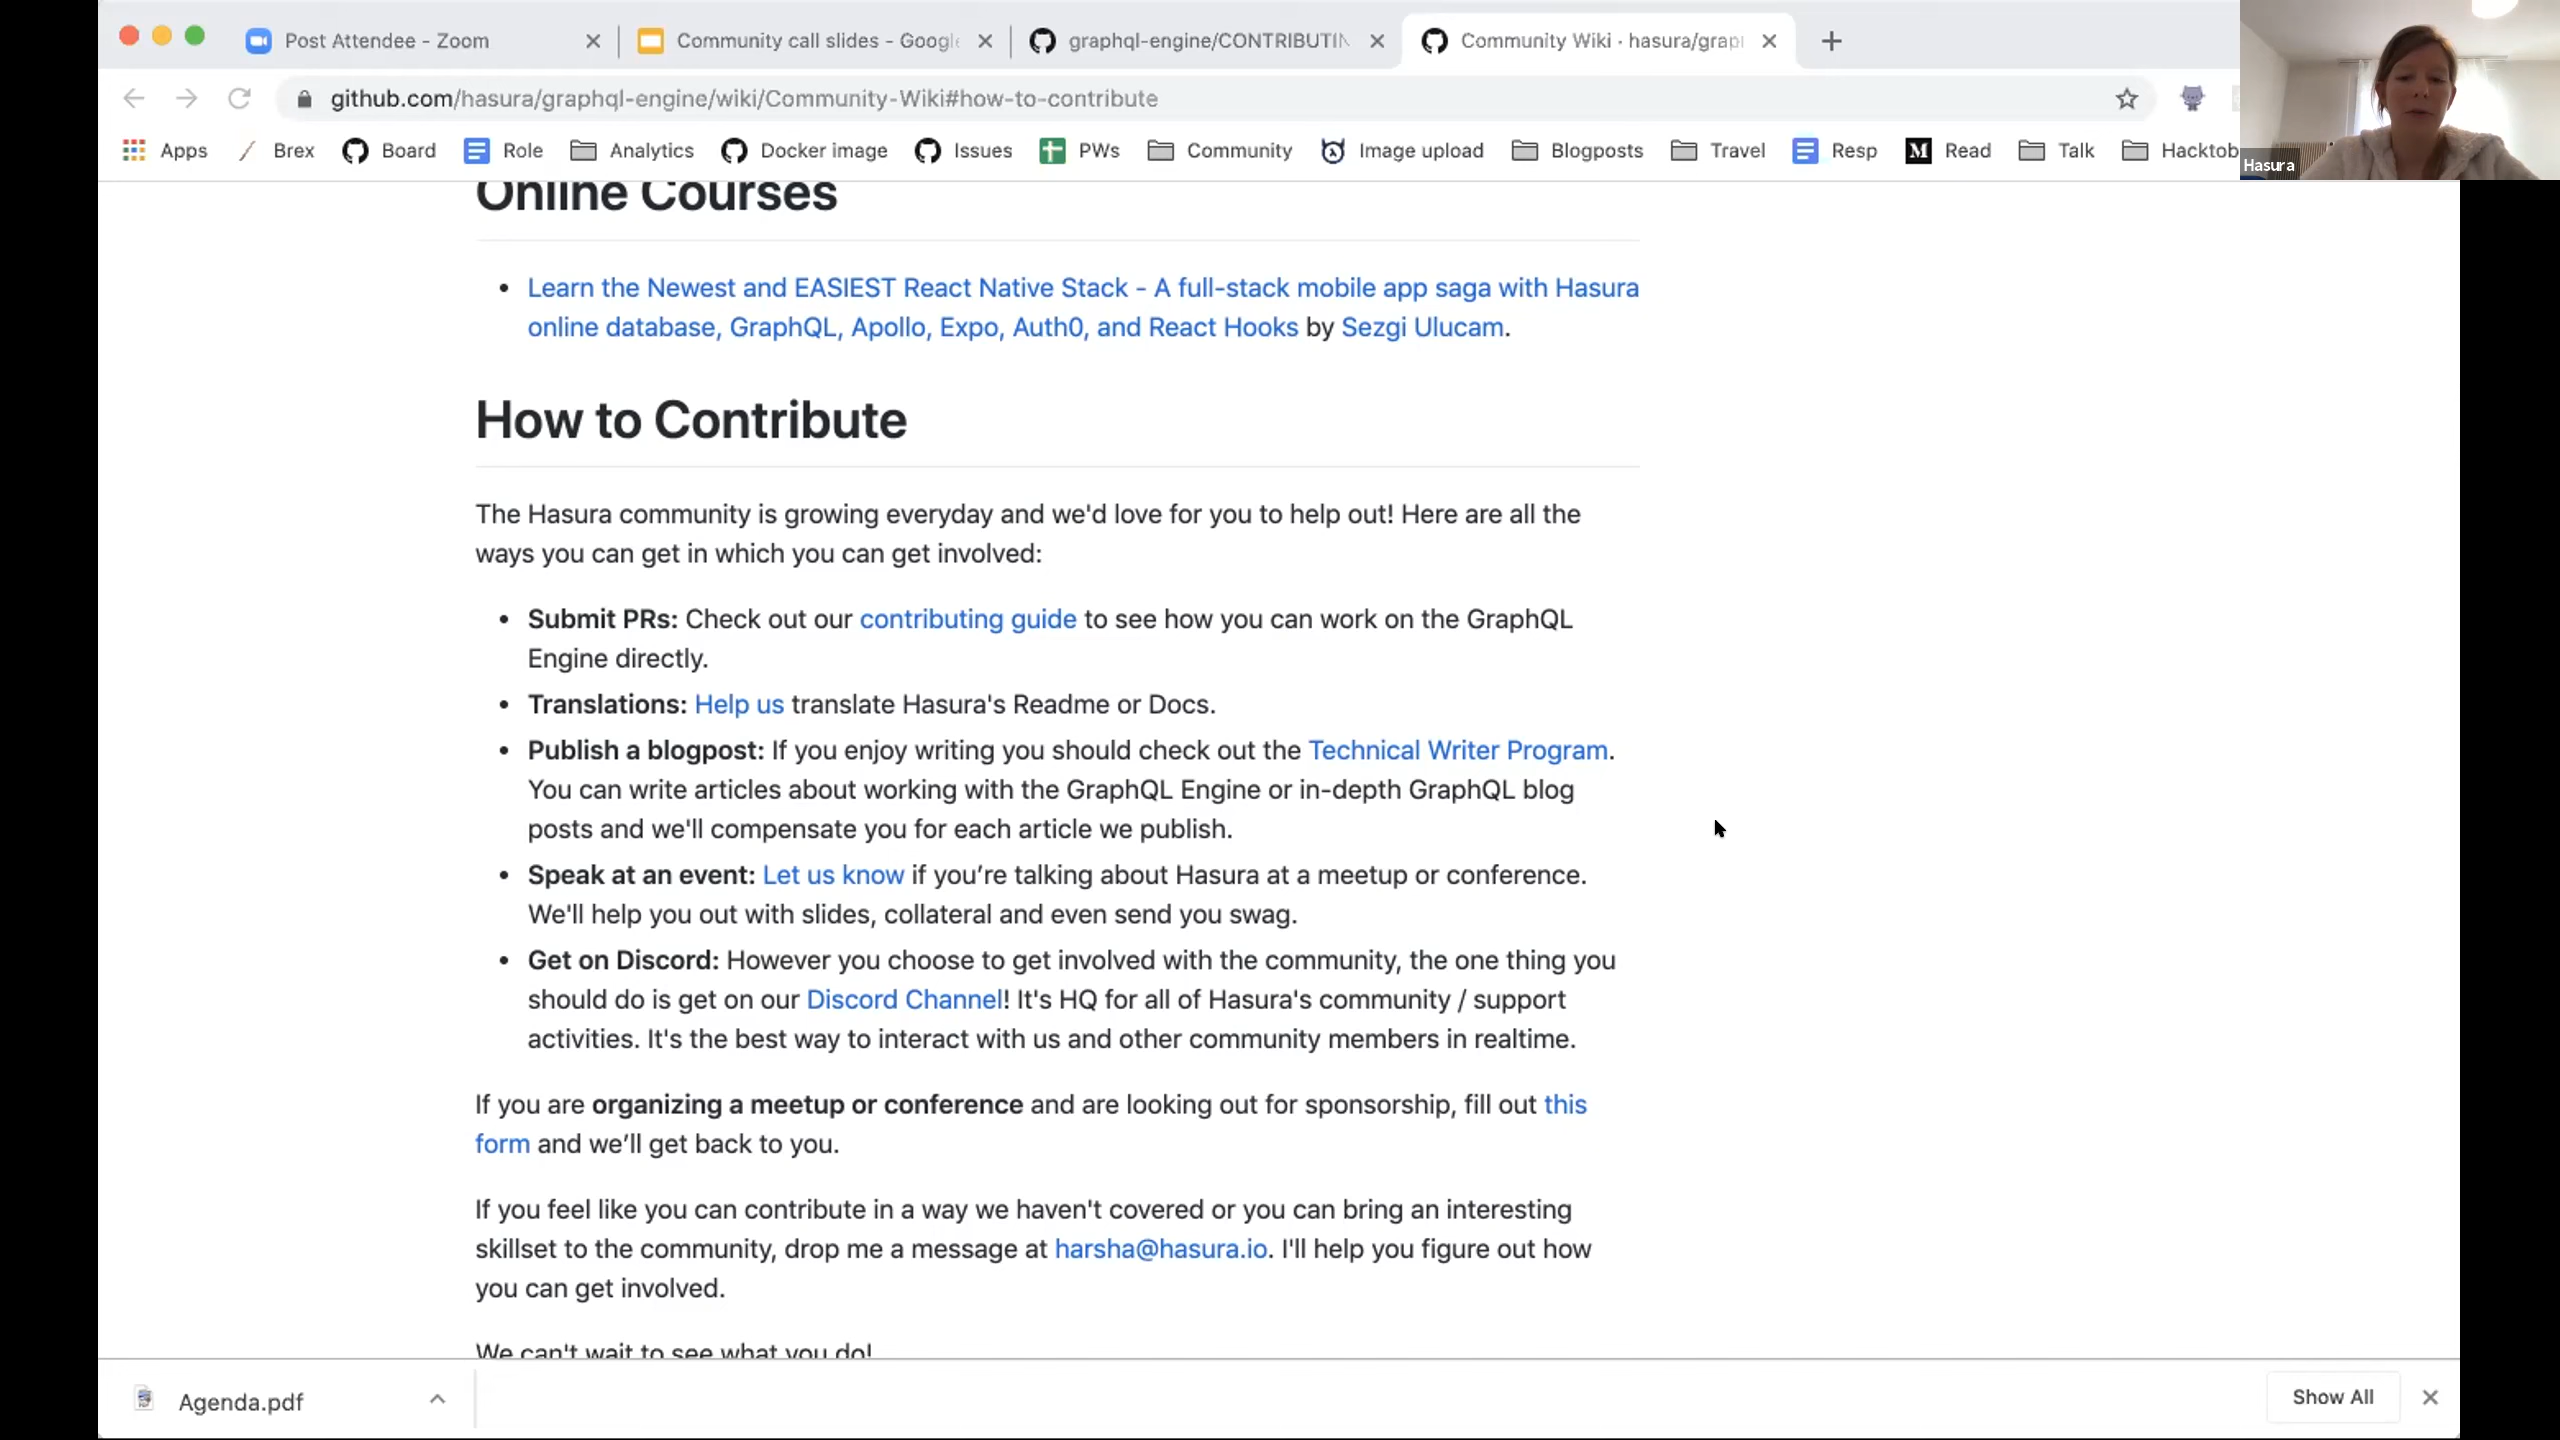 Post Attendee - Zoom
Community call slides - Google
graphql-engine/CONTRIBUTIN
Community Wiki · hasura/grap
github.com/hasura/graphql-engine/wiki/Community-Wiki#how-to-contribute
Apps Brex Board Role Analytics Docker image Issues PWs Community Image upload Blogposts Travel Resp Read Talk Hacktob
Hasura
Online Courses
Learn the Newest and EASIEST React Native Stack - A full-stack mobile app saga with Hasura
online database, GraphQL, Apollo, Expo, Auth0, and React Hooks by Sezgi Ulucam.
How to Contribute
The Hasura community is growing everyday and we'd love for you to help out! Here are all the
ways you can get in which you can get involved:
• Submit PRs: Check out our contributing guide to see how you can work on the GraphQL
Engine directly.
• Translations: Help us translate Hasura's Readme or Docs.
• Publish a blogpost: If you enjoy writing you should check out the Technical Writer Program.
You can write articles about working with the GraphQL Engine or in-depth GraphQL blog
posts and we'll compensate you for each article we publish.
• Speak at an event: Let us know if you’re talking about Hasura at a meetup or conference.
We'll help you out with slides, collateral and even send you swag.
• Get on Discord: However you choose to get involved with the community, the one thing you
should do is get on our Discord Channel! It's HQ for all of Hasura's community / support
activities. It's the best way to interact with us and other community members in realtime.
If you are organizing a meetup or conference and are looking out for sponsorship, fill out this
form and we’ll get back to you.
If you feel like you can contribute in a way we haven't covered or you can bring an interesting
skillset to the community, drop me a message at harsha@hasura.io. I'll help you figure out how
you can get involved.
We can't wait to see what you do!
Agenda.pdf
Show All